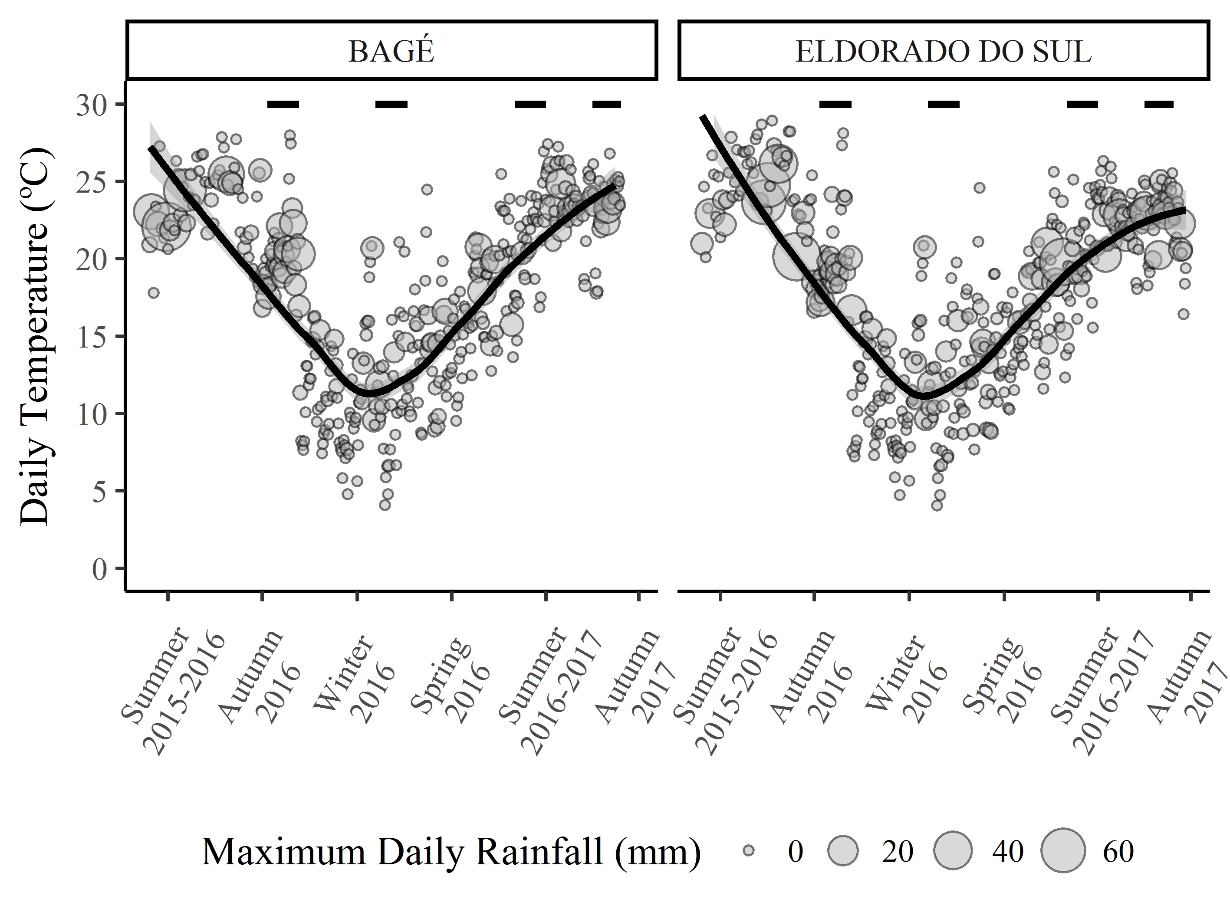 BAGÉ
ELDORADO DO SUL
Daily Temperature (ºC)
30
25
20
15
10
5
0
Summer
2015-2016
Autumn
2016
Winter
2016
Spring
2016
Summer
2016-2017
Autumn
2017
Summer
2015-2016
Autumn
2016
Winter
2016
Spring
2016
Summer
2016-2017
Autumn
2017
Maximum Daily Rainfall (mm) 0 20 40 60